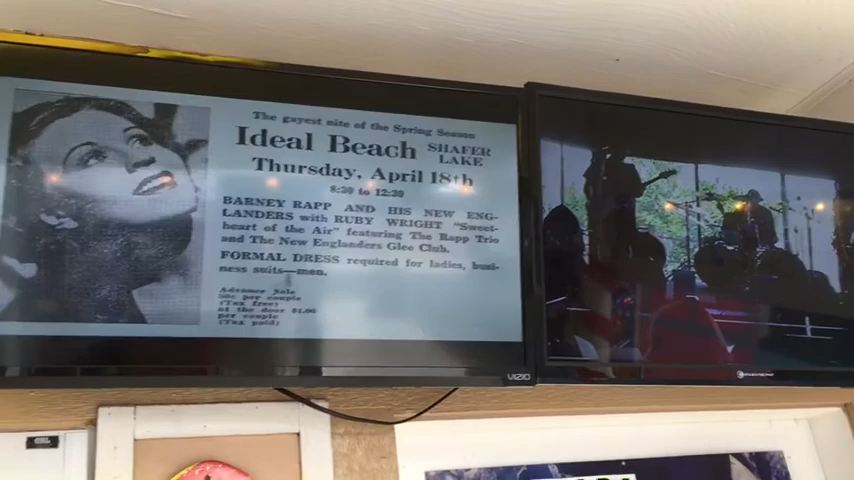 The gayest nite of the Spring Season
Ideal Beach SHAFER LAKE
Thursday, April 18th
8:30 to 12:30
BARNEY RAPP AND HIS NEW ENG-
LANDERS with RUBY WRIGHT "Sweet-
heart of the Air" featuring The Rapp Trio
and The New Englanders Glee Club.
FORMAL DRESS required for ladies, busi-
ness suits—men.
Advance Sale
per couple
(Tax free)
at the door $1.00
per couple
(Tax paid)
VIZIO